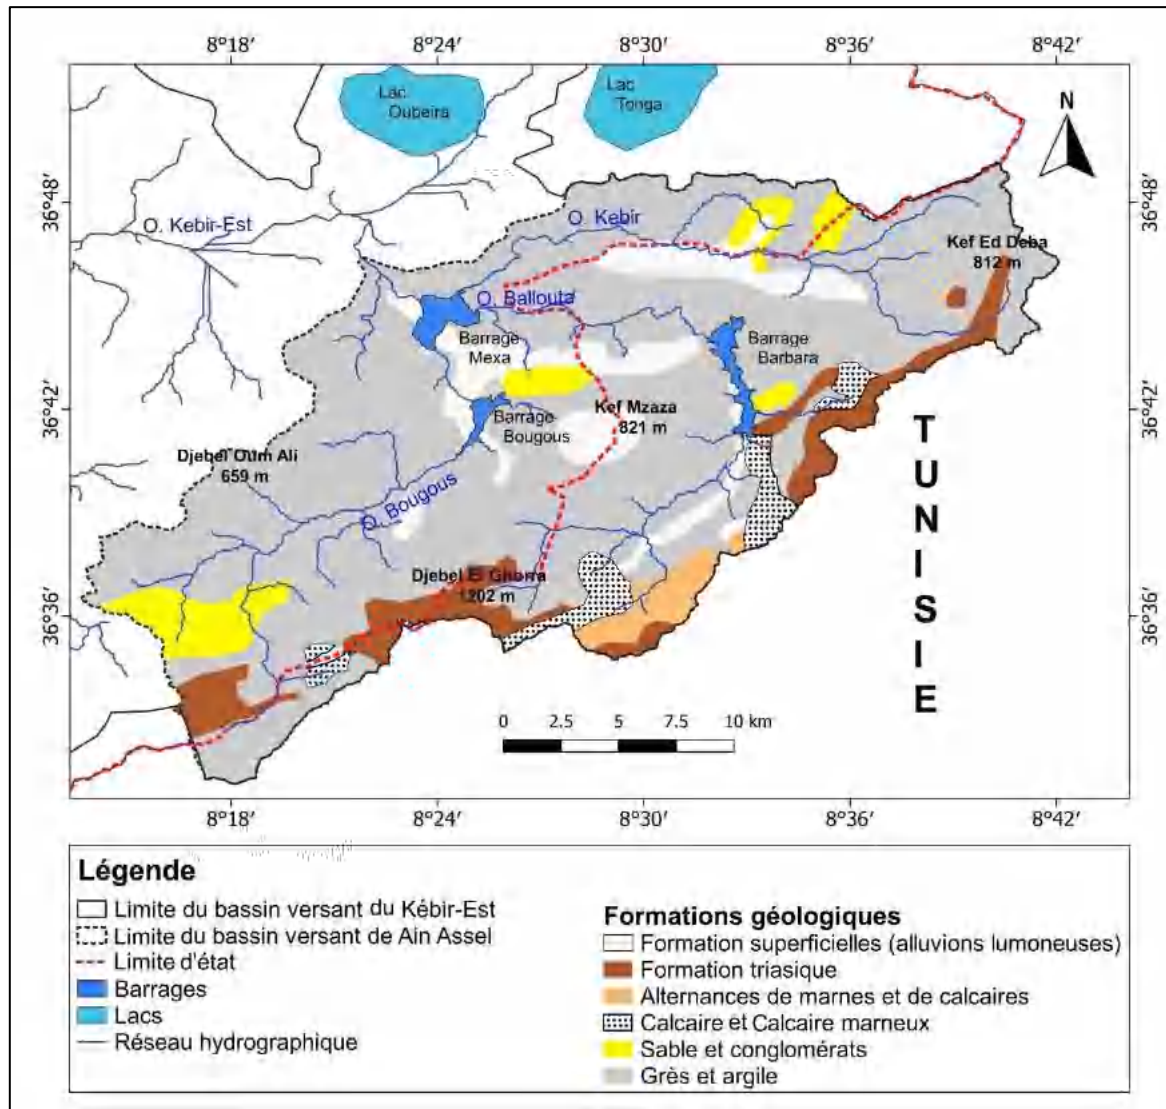 8°18′ 8°24′ 8°30′ 8°36′ 8°42′
Lac
Oubeira
Lac
Tonga
N
36°48′ 36°48′
O. Kebir
O. Kebir-Est
Kef Ed Deba
812 m
O. Ballouta
Barrage
Mexa
Barrage
Barbara
36°42′ 36°42′
Kef Mzaza
821 m
Barrage
Bougous
TUNISIE
Djebel Oum Ali
659 m
O. Bougous
Djebel El Ghorra
1202 m
36°36′ 36°36′
0 2.5 5 7.5 10 km
8°18′ 8°24′ 8°30′ 8°36′ 8°42′
Légende
Limite du bassin versant du Kébir-Est
Limite du bassin versant de Ain Assel
Limite d'état
Barrages
Lacs
Réseau hydrographique
Formations géologiques
Formation superficielles (alluvions lumoneuses)
Formation triasique
Alternances de marnes et de calcaires
Calcaire et Calcaire marneux
Sable et conglomérats
Grès et argile